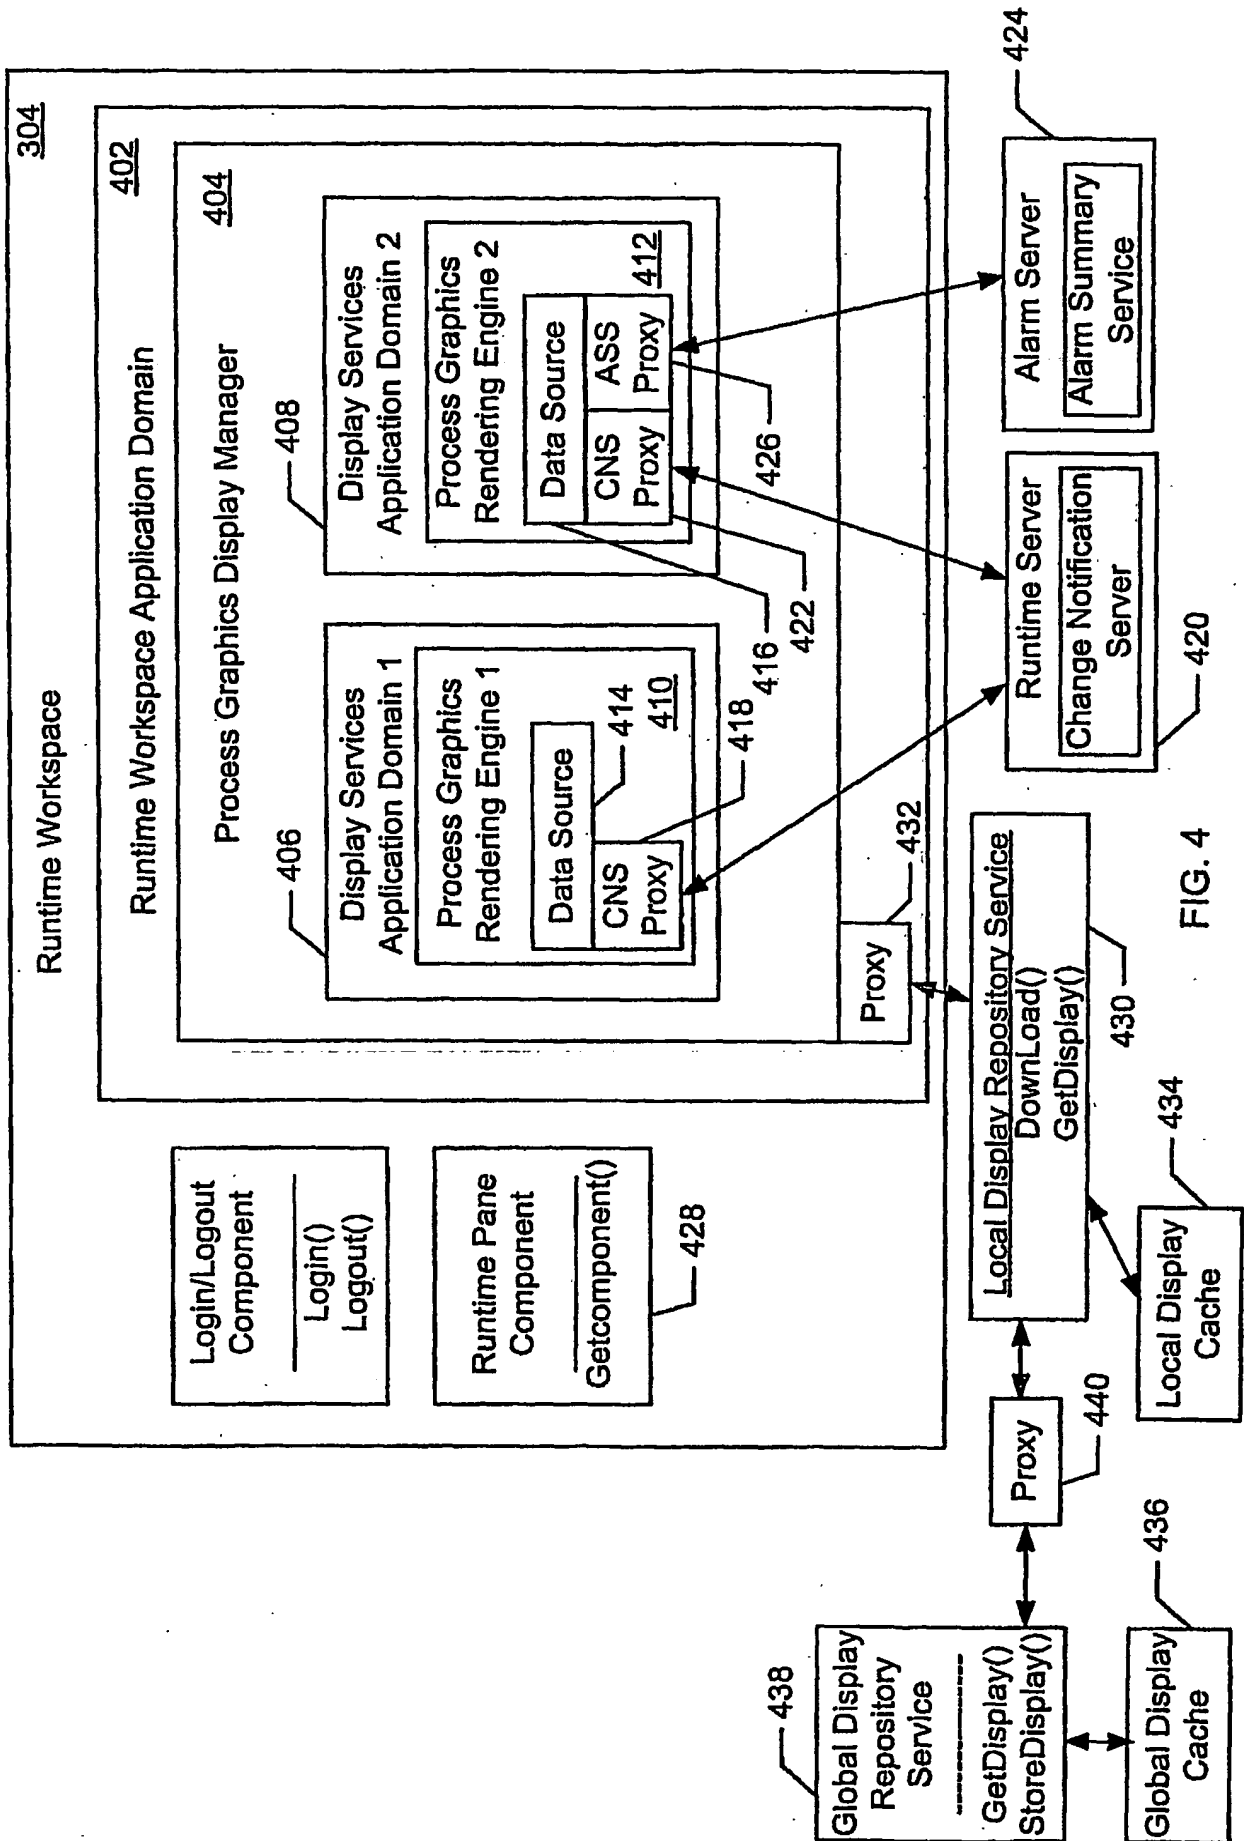 Runtime Workspace
304
Runtime Workspace Application Domain
402
Process Graphics Display Manager
404
406
Display Services
Application Domain 1
Process Graphics
Rendering Engine 1
410
Data Source
414
CNS
Proxy
418
408
Display Services
Application Domain 2
Process Graphics
Rendering Engine 2
412
Data Source
416
CNS
Proxy
422
ASS
Proxy
426
Login/Logout
Component
Login()
Logout()
Runtime Pane
Component
Getcomponent()
428
Proxy
432
438
Global Display
Repository
Service
GetDisplay()
StoreDisplay()
Global Display
Cache
436
Proxy
440
Local Display Repository Service
DownLoad()
GetDisplay()
430
Local Display
Cache
434
Runtime Server
Change Notification
Server
420
Alarm Server
Alarm Summary
Service
424
FIG. 4